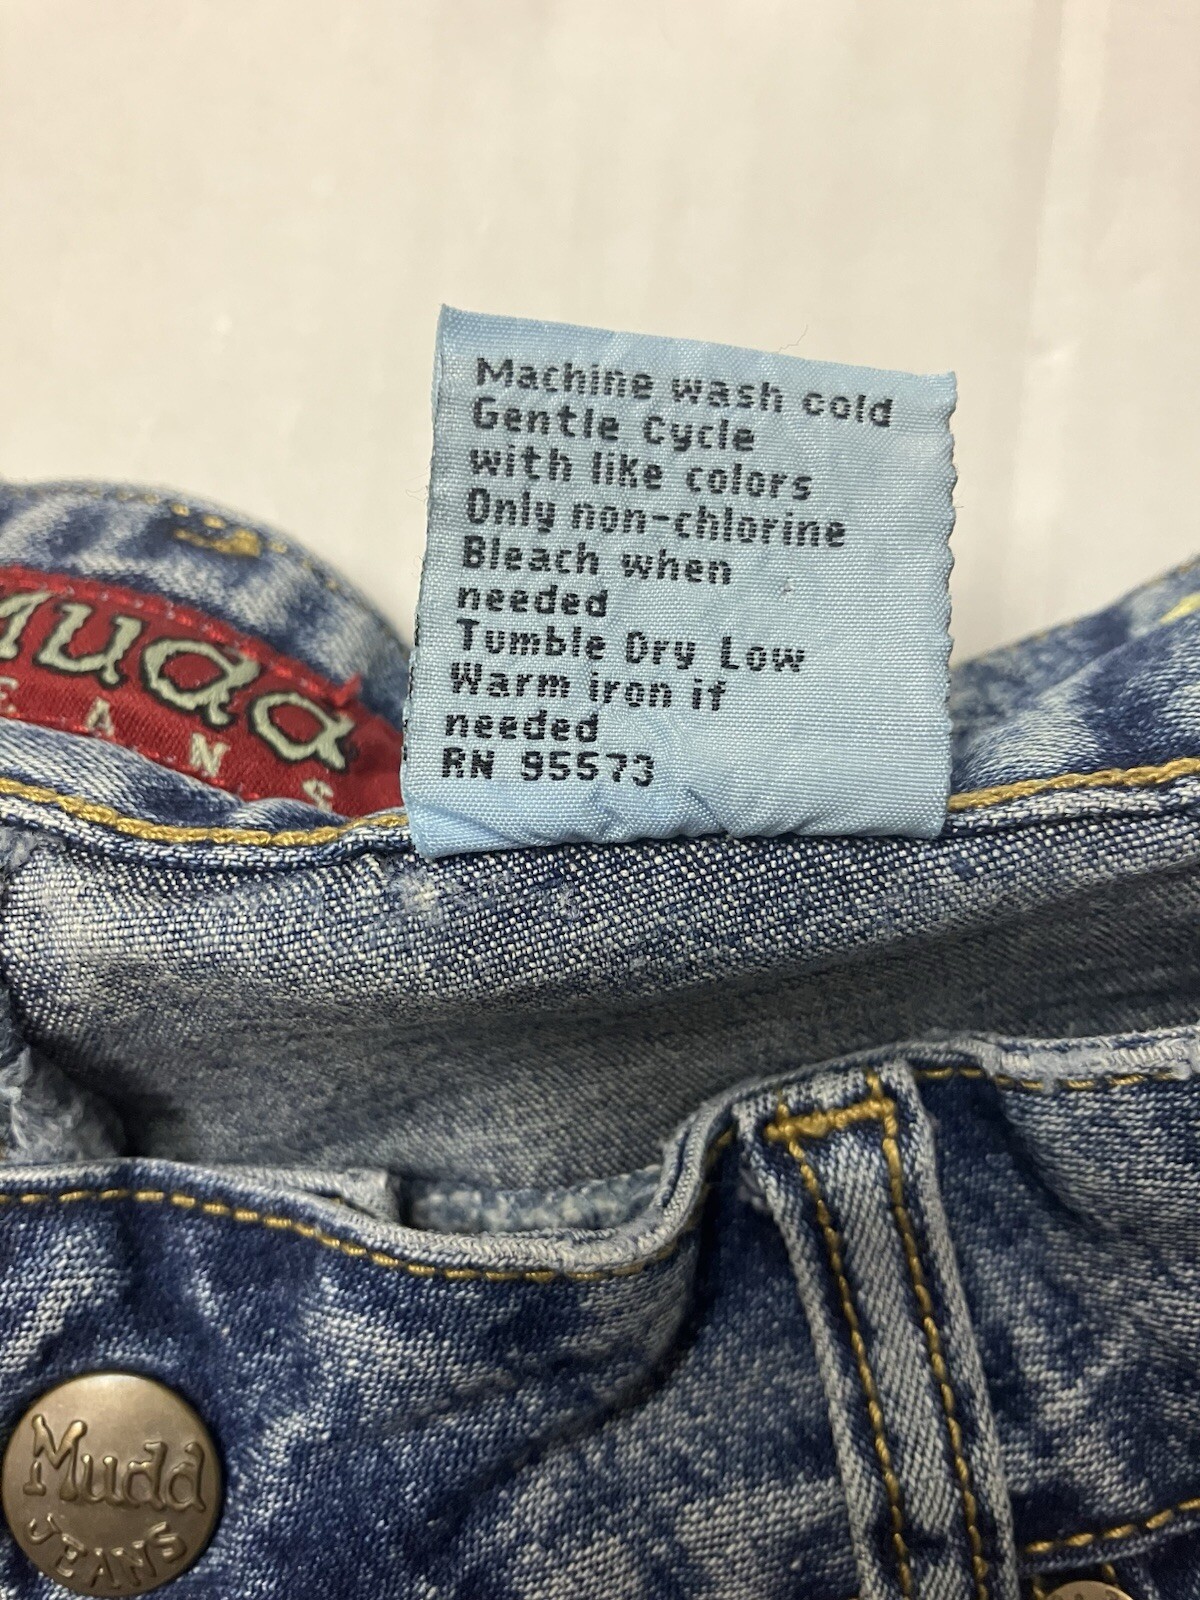 Machine wash cold
Gentle Cycle
with like colors
Only non-chlorine
Bleach when
needed
Tumble Dry Low
Warm iron if
needed
RN 95573
Mudd
JEANS
Mudd
JEANS